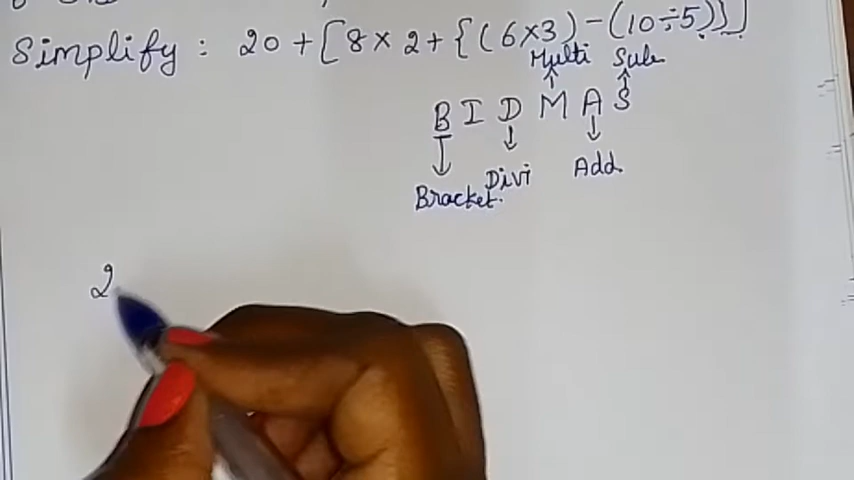 Simplify : 20 + [ 8 × 2 + { ( 6 × 3 ) - ( 10 ÷ 5 ) } ]
Multi Sub
B I D M A S
Bracket. Divi Add
2